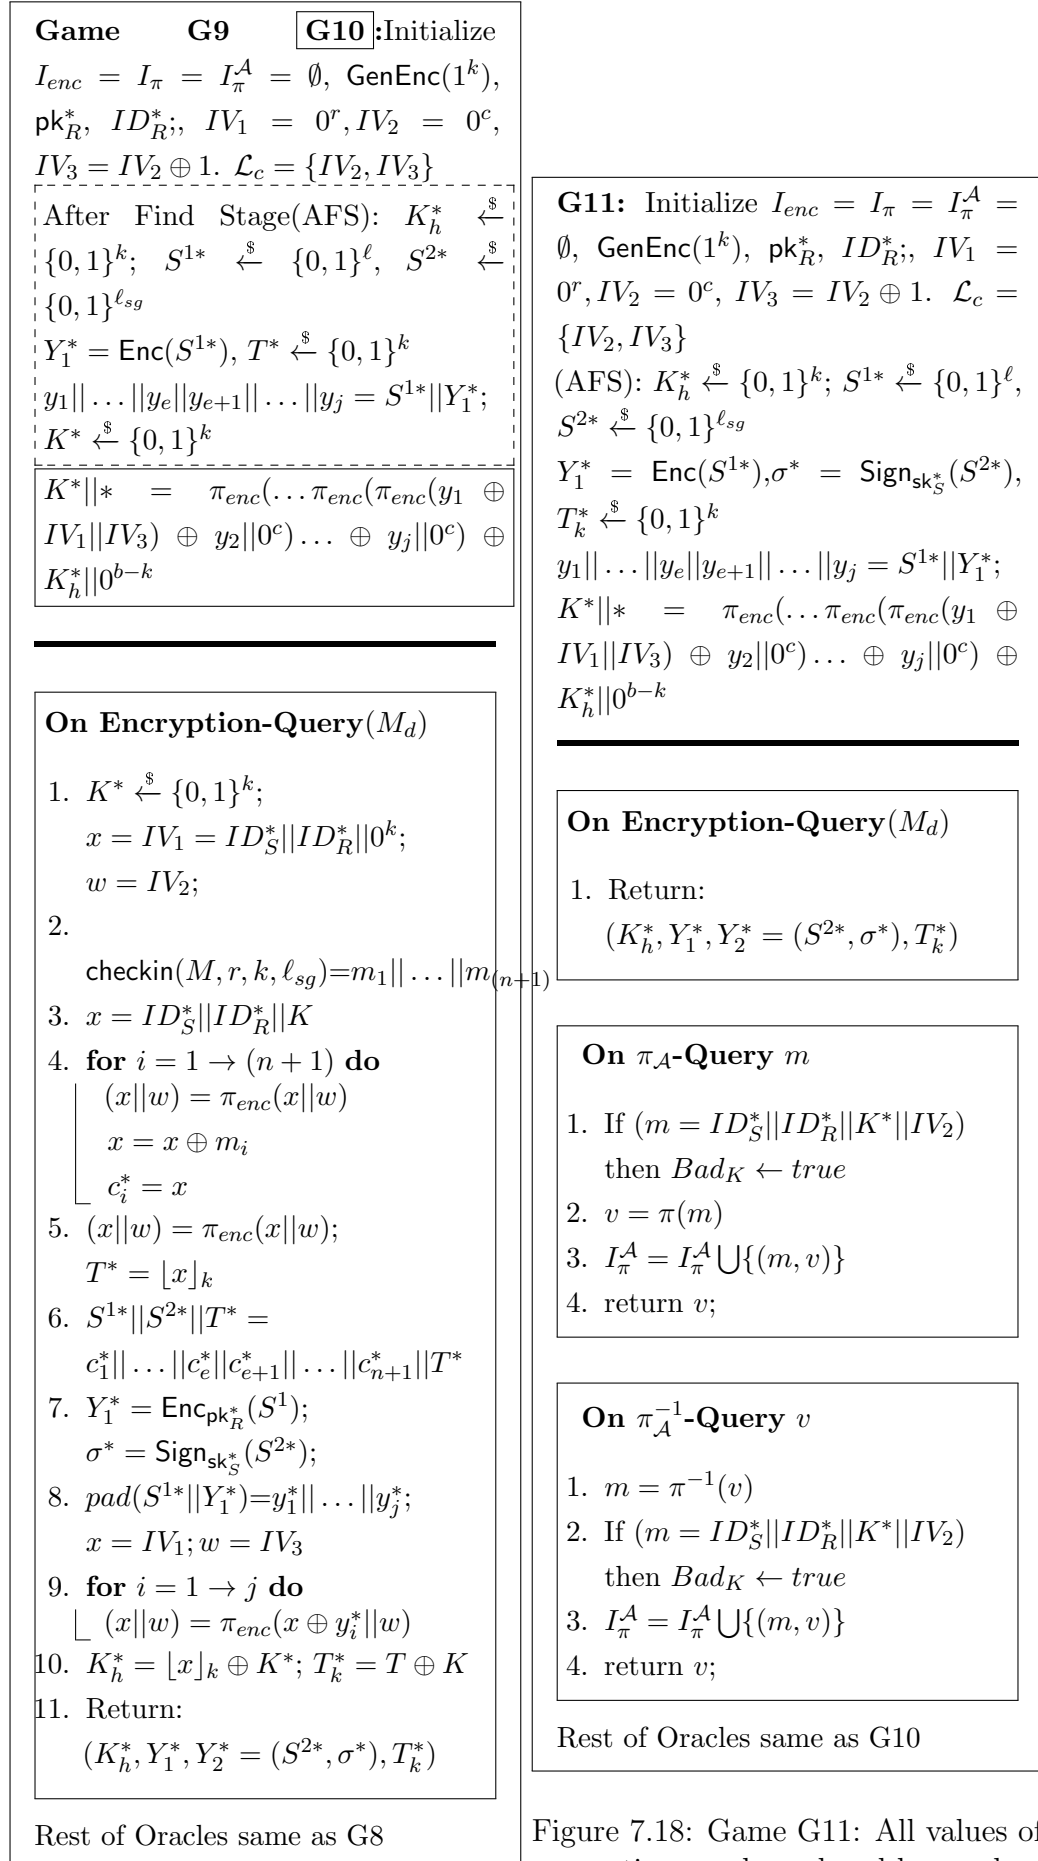 Game G9 G10 :Initialize
I_{enc} = I_π = I_π^𝒜 = ∅, GenEnc(1^k),
pk_R^*, ID_R^*;, IV_1 = 0^r, IV_2 = 0^c,
IV_3 = IV_2 ⊕ 1. ℒ_c = {IV_2, IV_3}
After Find Stage(AFS): K_h^* ←$
{0, 1}^k; S^{1*} ←$ {0, 1}^ℓ, S^{2*} ←$
{0, 1}^{ℓ_{sg}}
Y_1^* = Enc(S^{1*}), T^* ←$ {0, 1}^k
y_1|| . . . ||y_e||y_{e+1}|| . . . ||y_j = S^{1*}||Y_1^*;
K^* ←$ {0, 1}^k
K^*||* = π_{enc}(. . . π_{enc}(π_{enc}(y_1 ⊕
IV_1||IV_3) ⊕ y_2||0^c) . . . ⊕ y_j||0^c) ⊕
K_h^*||0^{b−k}
On Encryption-Query(M_d)
1. K^* ←$ {0, 1}^k;
x = IV_1 = ID_S^*||ID_R^*||0^k;
w = IV_2;
2.
checkin(M, r, k, ℓ_{sg})=m_1|| . . . ||m_{(n+1)}
3. x = ID_S^*||ID_R^*||K
4. for i = 1 → (n + 1) do
(x||w) = π_{enc}(x||w)
x = x ⊕ m_i
c_i^* = x
5. (x||w) = π_{enc}(x||w);
T^* = ⌊x⌋_k
6. S^{1*}||S^{2*}||T^* =
c_1^*|| . . . ||c_e^*||c_{e+1}^*|| . . . ||c_{n+1}^*||T^*
7. Y_1^* = Enc_{pk_R^*}(S^1);
σ^* = Sign_{sk_S^*}(S^{2*});
8. pad(S^{1*}||Y_1^*)=y_1^*|| . . . ||y_j^*;
x = IV_1; w = IV_3
9. for i = 1 → j do
(x||w) = π_{enc}(x ⊕ y_i^*||w)
10. K_h^* = ⌊x⌋_k ⊕ K^*; T_k^* = T ⊕ K
11. Return:
(K_h^*, Y_1^*, Y_2^* = (S^{2*}, σ^*), T_k^*)
Rest of Oracles same as G8
G11: Initialize I_{enc} = I_π = I_π^𝒜 =
∅, GenEnc(1^k), pk_R^*, ID_R^*;, IV_1 =
0^r, IV_2 = 0^c, IV_3 = IV_2 ⊕ 1. ℒ_c =
{IV_2, IV_3}
(AFS): K_h^* ←$ {0, 1}^k; S^{1*} ←$ {0, 1}^ℓ,
S^{2*} ←$ {0, 1}^{ℓ_{sg}}
Y_1^* = Enc(S^{1*}),σ^* = Sign_{sk_S^*}(S^{2*}),
T_k^* ←$ {0, 1}^k
y_1|| . . . ||y_e||y_{e+1}|| . . . ||y_j = S^{1*}||Y_1^*;
K^*||* = π_{enc}(. . . π_{enc}(π_{enc}(y_1 ⊕
IV_1||IV_3) ⊕ y_2||0^c) . . . ⊕ y_j||0^c) ⊕
K_h^*||0^{b−k}
On Encryption-Query(M_d)
1. Return:
(K_h^*, Y_1^*, Y_2^* = (S^{2*}, σ^*), T_k^*)
On π_𝒜-Query m
1. If (m = ID_S^*||ID_R^*||K^*||IV_2)
then Bad_K ← true
2. v = π(m)
3. I_π^𝒜 = I_π^𝒜 ⋃{(m, v)}
4. return v;
On π_𝒜^{−1}-Query v
1. m = π^{−1}(v)
2. If (m = ID_S^*||ID_R^*||K^*||IV_2)
then Bad_K ← true
3. I_π^𝒜 = I_π^𝒜 ⋃{(m, v)}
4. return v;
Rest of Oracles same as G10
Figure 7.18: Game G11: All values of